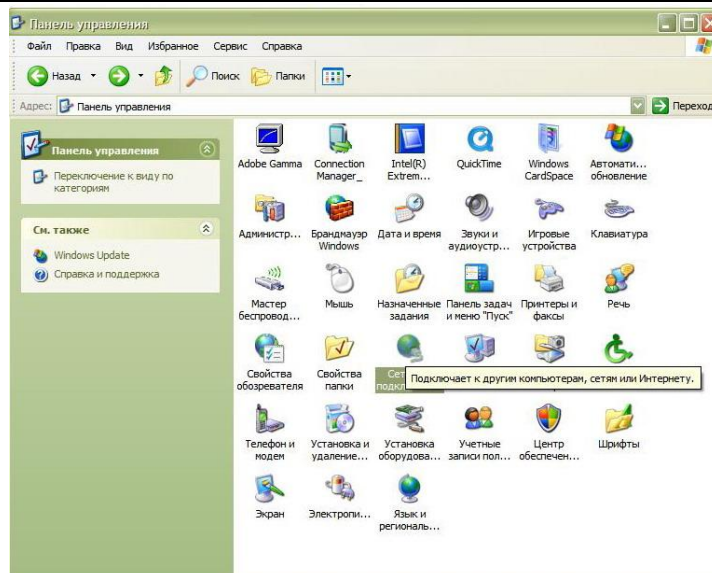 Панель управления
Файл Правка Вид Избранное Сервис Справка
Назад Поиск Папки
Адрес: Панель управления Переход
Панель управления
Переключение к виду по
категориям
См. также
Windows Update
Справка и поддержка
Adobe Gamma
Connection
Manager_
Intel(R)
Extrem...
QuickTime
Windows
CardSpace
Автомати...
обновление
Администр...
Брандмауэр
Windows
Дата и время
Звуки и
аудиоустр...
Игровые
устройства
Клавиатура
Мастер
беспровод...
Мышь
Назначенные
задания
Панель задач
и меню "Пуск"
Принтеры и
факсы
Речь
Свойства
обозревателя
Свойства
папки
Подключает к другим компьютерам, сетям или Интернету.
Телефон и
модем
Установка и
удаление...
Установка
оборудова...
Учетные
записи пол...
Центр
обеспечен...
Шрифты
Экран
Электропи...
Язык и
региональ...